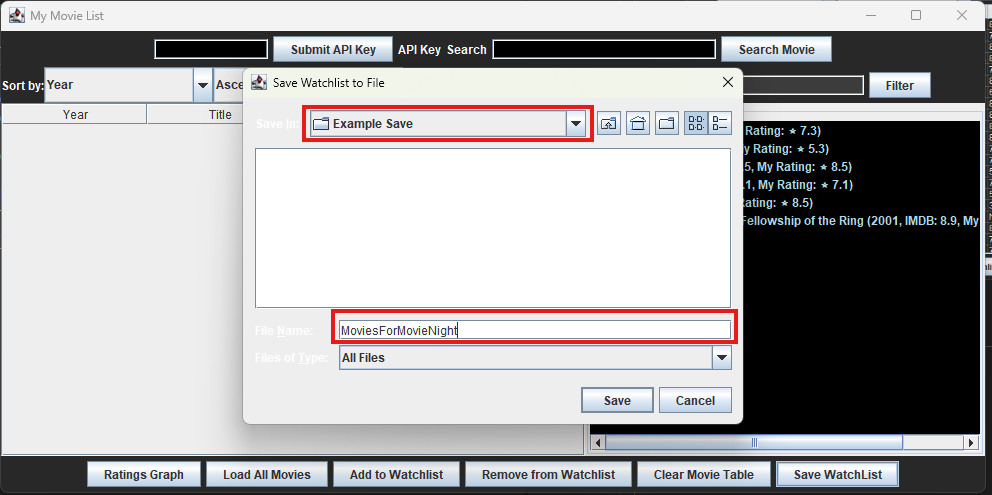 My Movie List
Submit API Key API Key Search Search Movie
Sort by: Year Asce Filter
Save Watchlist to File
Year Title
Save In: Example Save
Rating: ★ 7.3)
My Rating: ★ 5.3)
5, My Rating: ★ 8.5)
.1, My Rating: ★ 7.1)
Rating: ★ 8.5)
Fellowship of the Ring (2001, IMDB: 8.9, My
File Name: MoviesForMovieNight
Files of Type: All Files
Save Cancel
Ratings Graph Load All Movies Add to Watchlist Remove from Watchlist Clear Movie Table Save WatchList